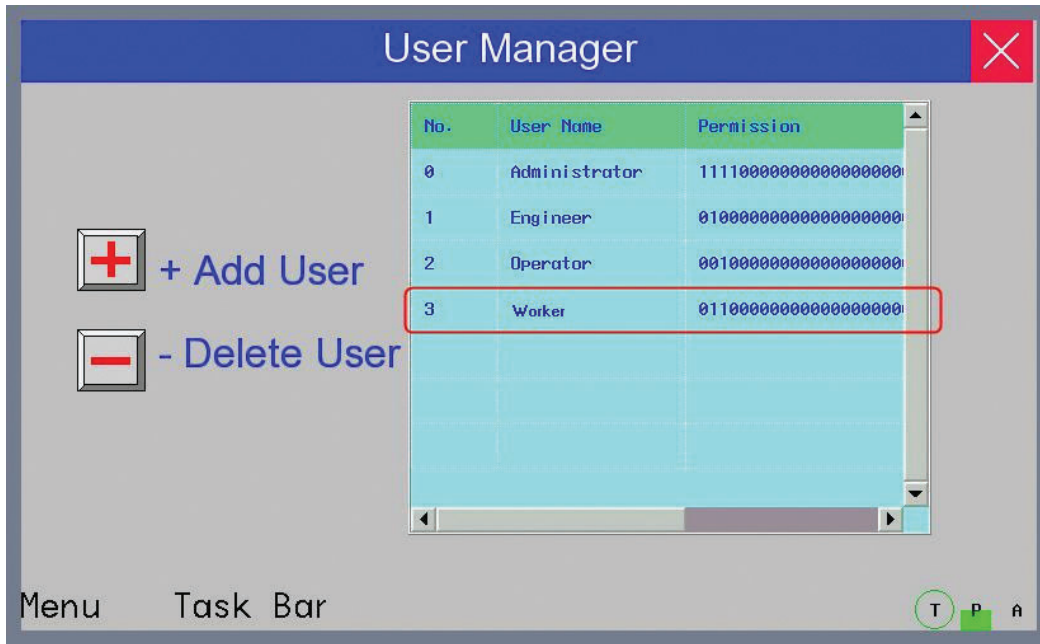 User Manager
No. User Name Permission
0 Administrator 11110000000000000000
1 Engineer 01000000000000000000
2 Operator 00100000000000000000
3 Worker 01100000000000000000
+ Add User
- Delete User
Menu Task Bar
T P A